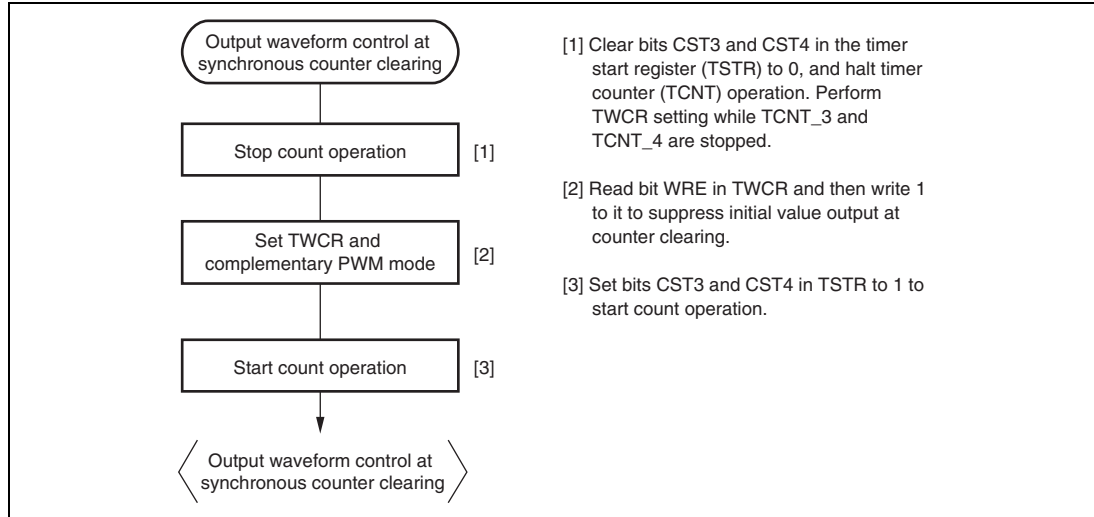 Output waveform control at
synchronous counter clearing
Stop count operation
[1]
Set TWCR and
complementary PWM mode
[2]
Start count operation
[3]
Output waveform control at
synchronous counter clearing
[1] Clear bits CST3 and CST4 in the timer
start register (TSTR) to 0, and halt timer
counter (TCNT) operation. Perform
TWCR setting while TCNT_3 and
TCNT_4 are stopped.
[2] Read bit WRE in TWCR and then write 1
to it to suppress initial value output at
counter clearing.
[3] Set bits CST3 and CST4 in TSTR to 1 to
start count operation.